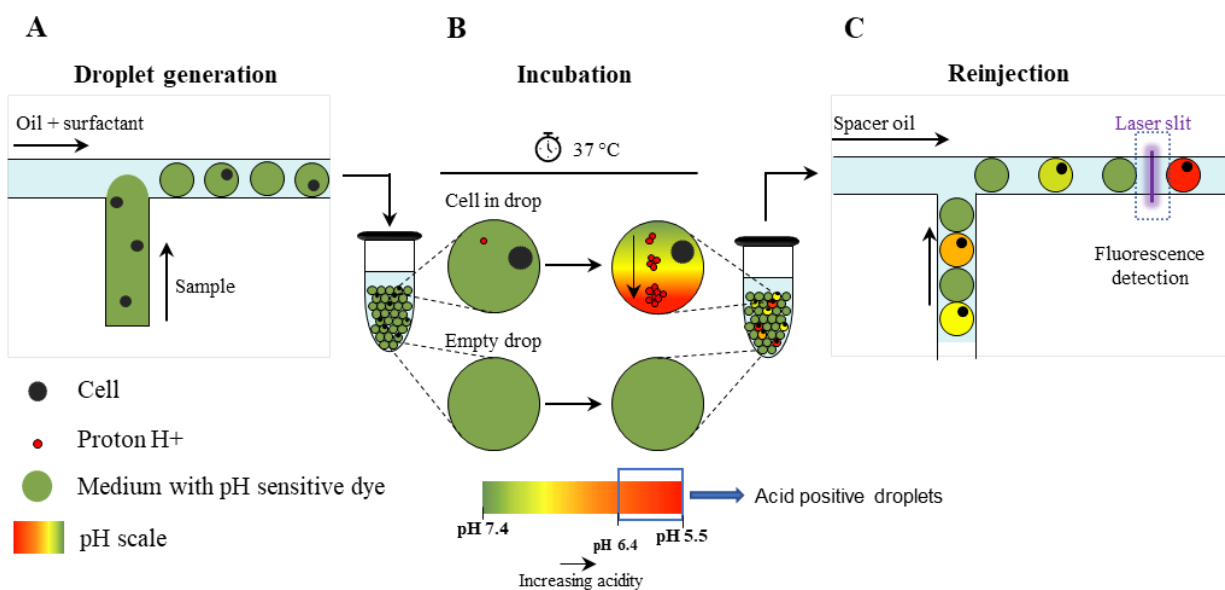 A
B
C
Droplet generation
Incubation
Reinjection
Oil + surfactant
Sample
37 °C
Cell in drop
Empty drop
Spacer oil
Laser slit
Fluorescence
detection
Cell
Proton H+
Medium with pH sensitive dye
pH scale
pH 7.4
pH 6.4
pH 5.5
Increasing acidity
Acid positive droplets